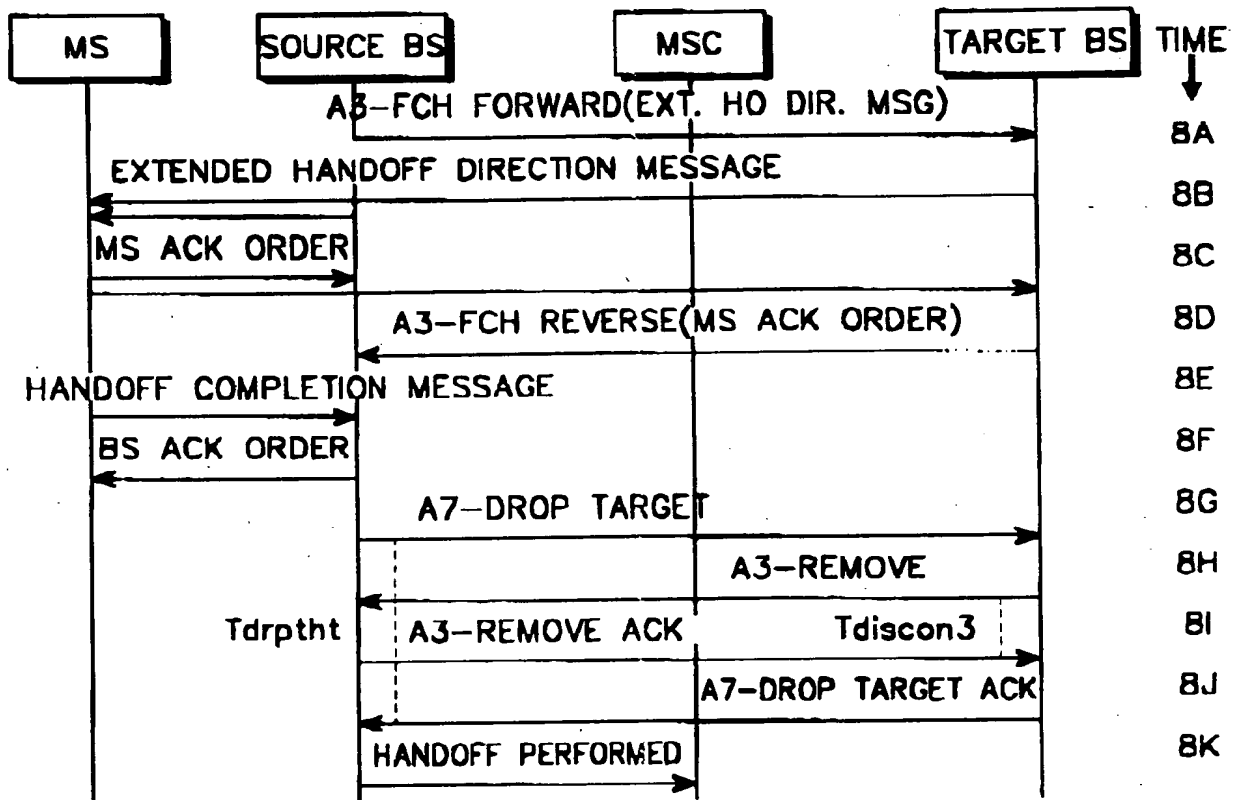 MS
SOURCE BS
MSC
TARGET BS
TIME
A3-FCH FORWARD(EXT. HO DIR. MSG)
8A
EXTENDED HANDOFF DIRECTION MESSAGE
8B
MS ACK ORDER
8C
A3-FCH REVERSE(MS ACK ORDER)
8D
HANDOFF COMPLETION MESSAGE
8E
BS ACK ORDER
8F
A7-DROP TARGET
8G
A3-REMOVE
8H
Tdrptht
A3-REMOVE ACK
Tdiscon3
8I
A7-DROP TARGET ACK
8J
HANDOFF PERFORMED
8K